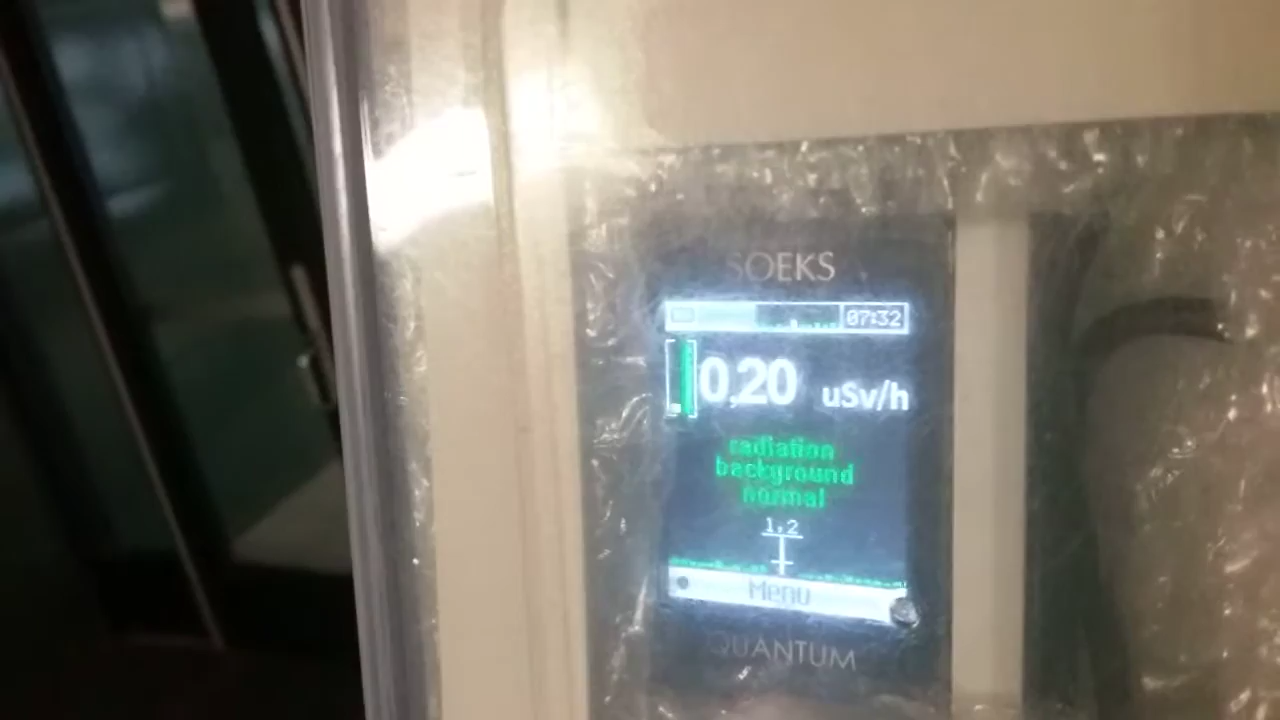 SOEKS
07:32
0,20 uSv/h
radiation
background
normal
1,2
Menu
QUANTUM